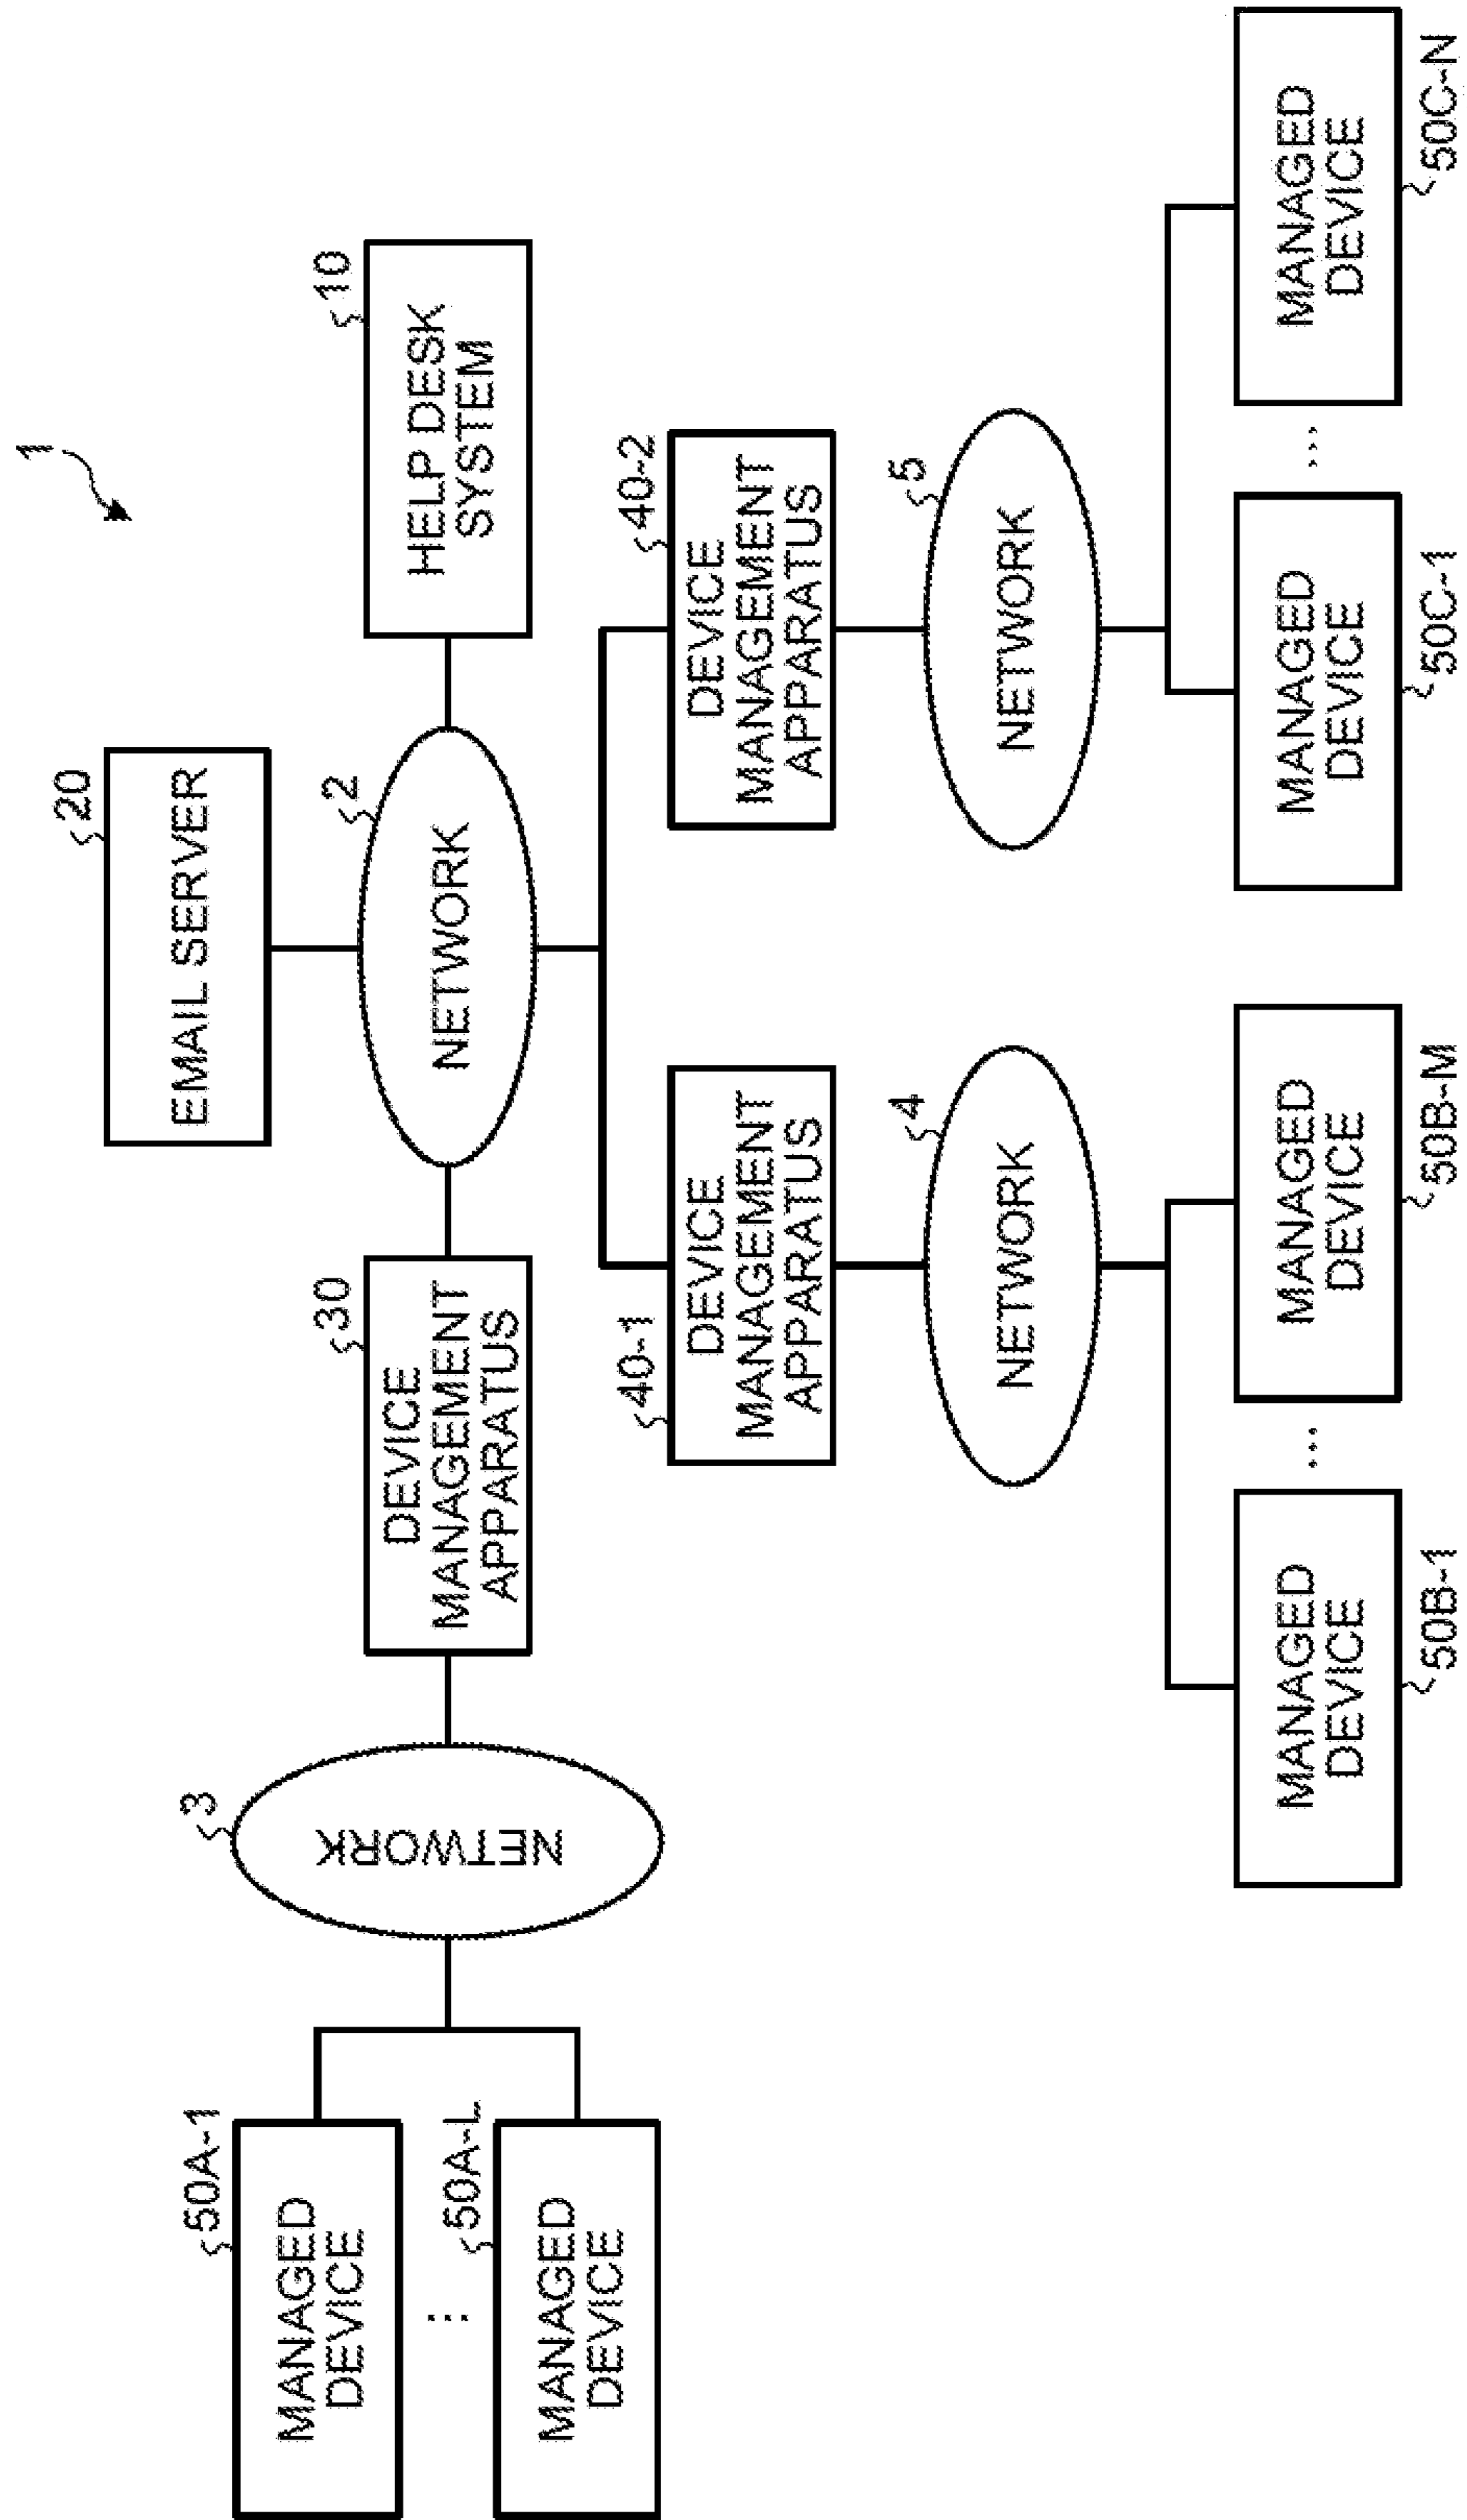 1
20
EMAIL SERVER
50A-1
MANAGED
DEVICE
...
50A-L
MANAGED
DEVICE
3
NETWORK
30
DEVICE
MANAGEMENT
APPARATUS
2
NETWORK
10
HELP DESK
SYSTEM
40-1
DEVICE
MANAGEMENT
APPARATUS
40-2
DEVICE
MANAGEMENT
APPARATUS
4
NETWORK
5
NETWORK
MANAGED
DEVICE
50B-1
...
MANAGED
DEVICE
50B-M
MANAGED
DEVICE
50C-1
...
MANAGED
DEVICE
50C-N